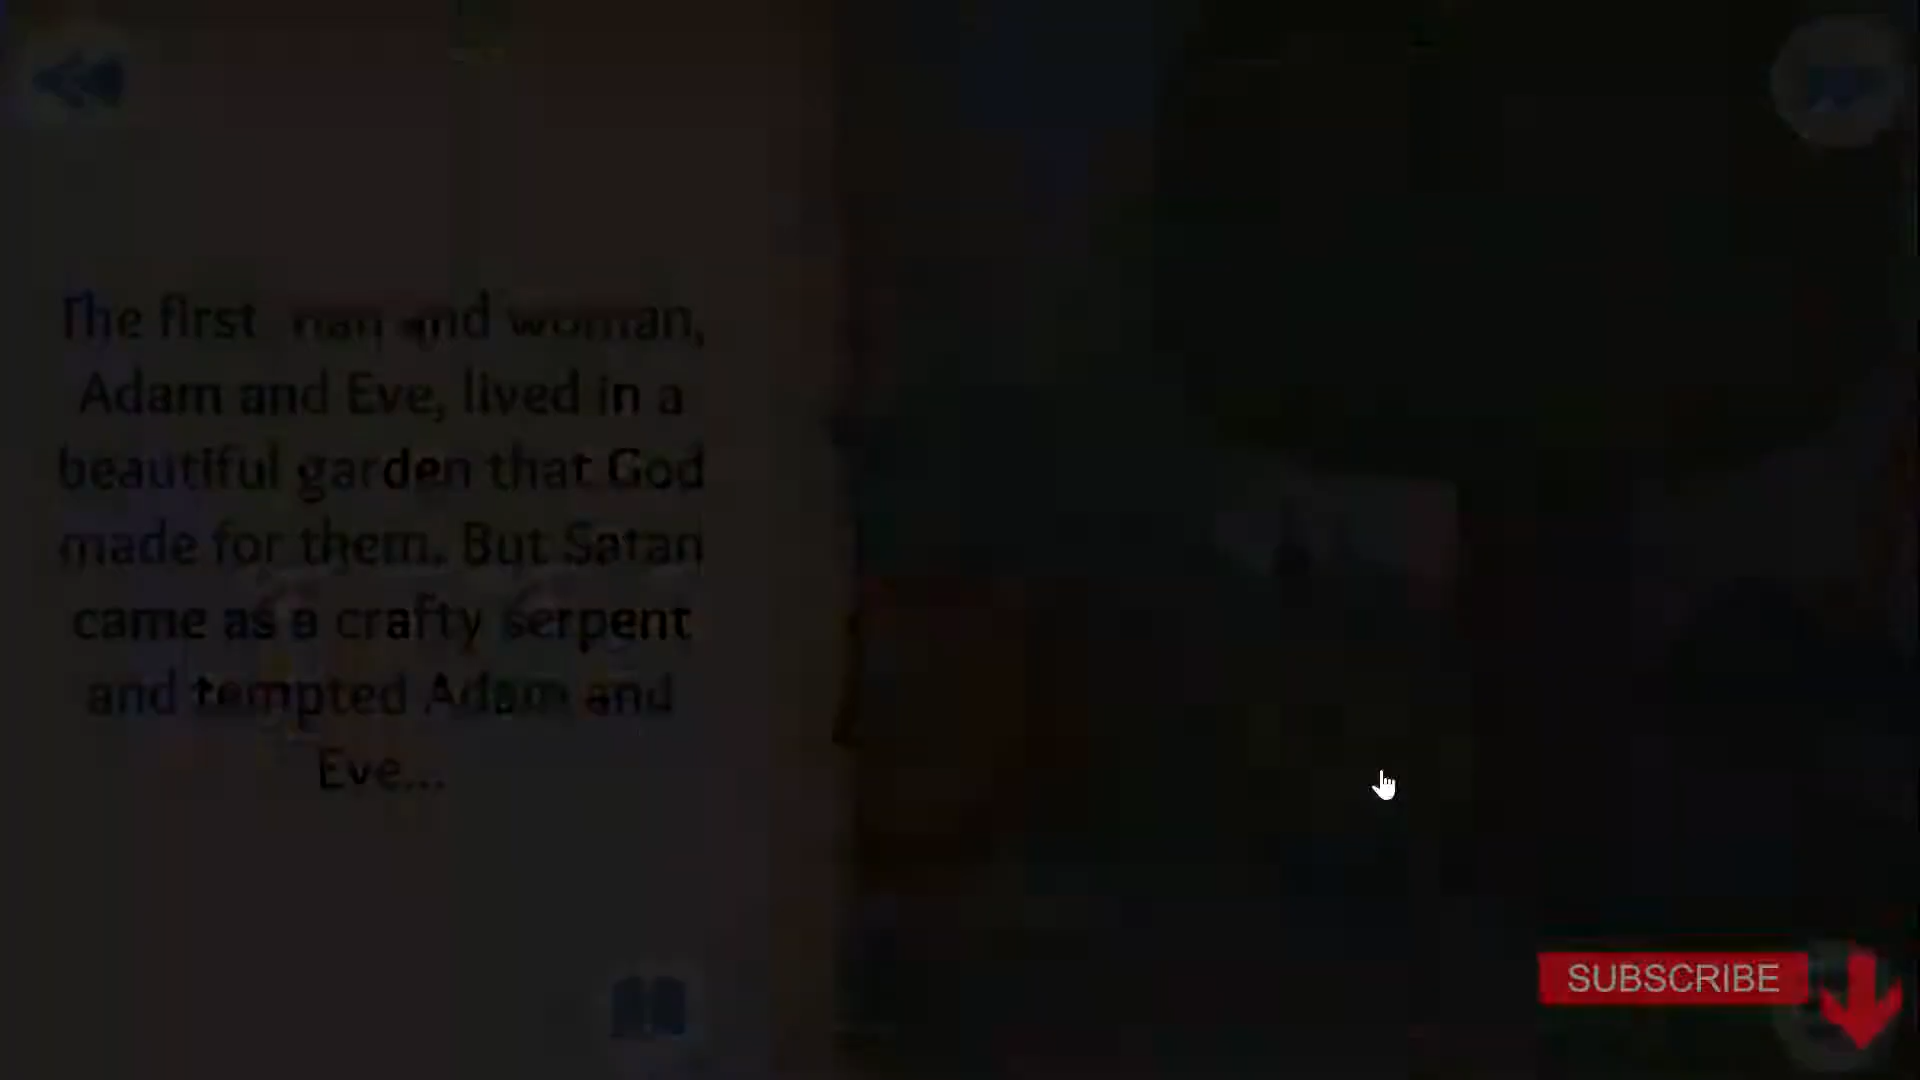 The first man and woman,
Adam and Eve, lived in a
beautiful garden that God
made for them. But Satan
came as a crafty serpent
and tempted Adam and
Eve...
SUBSCRIBE